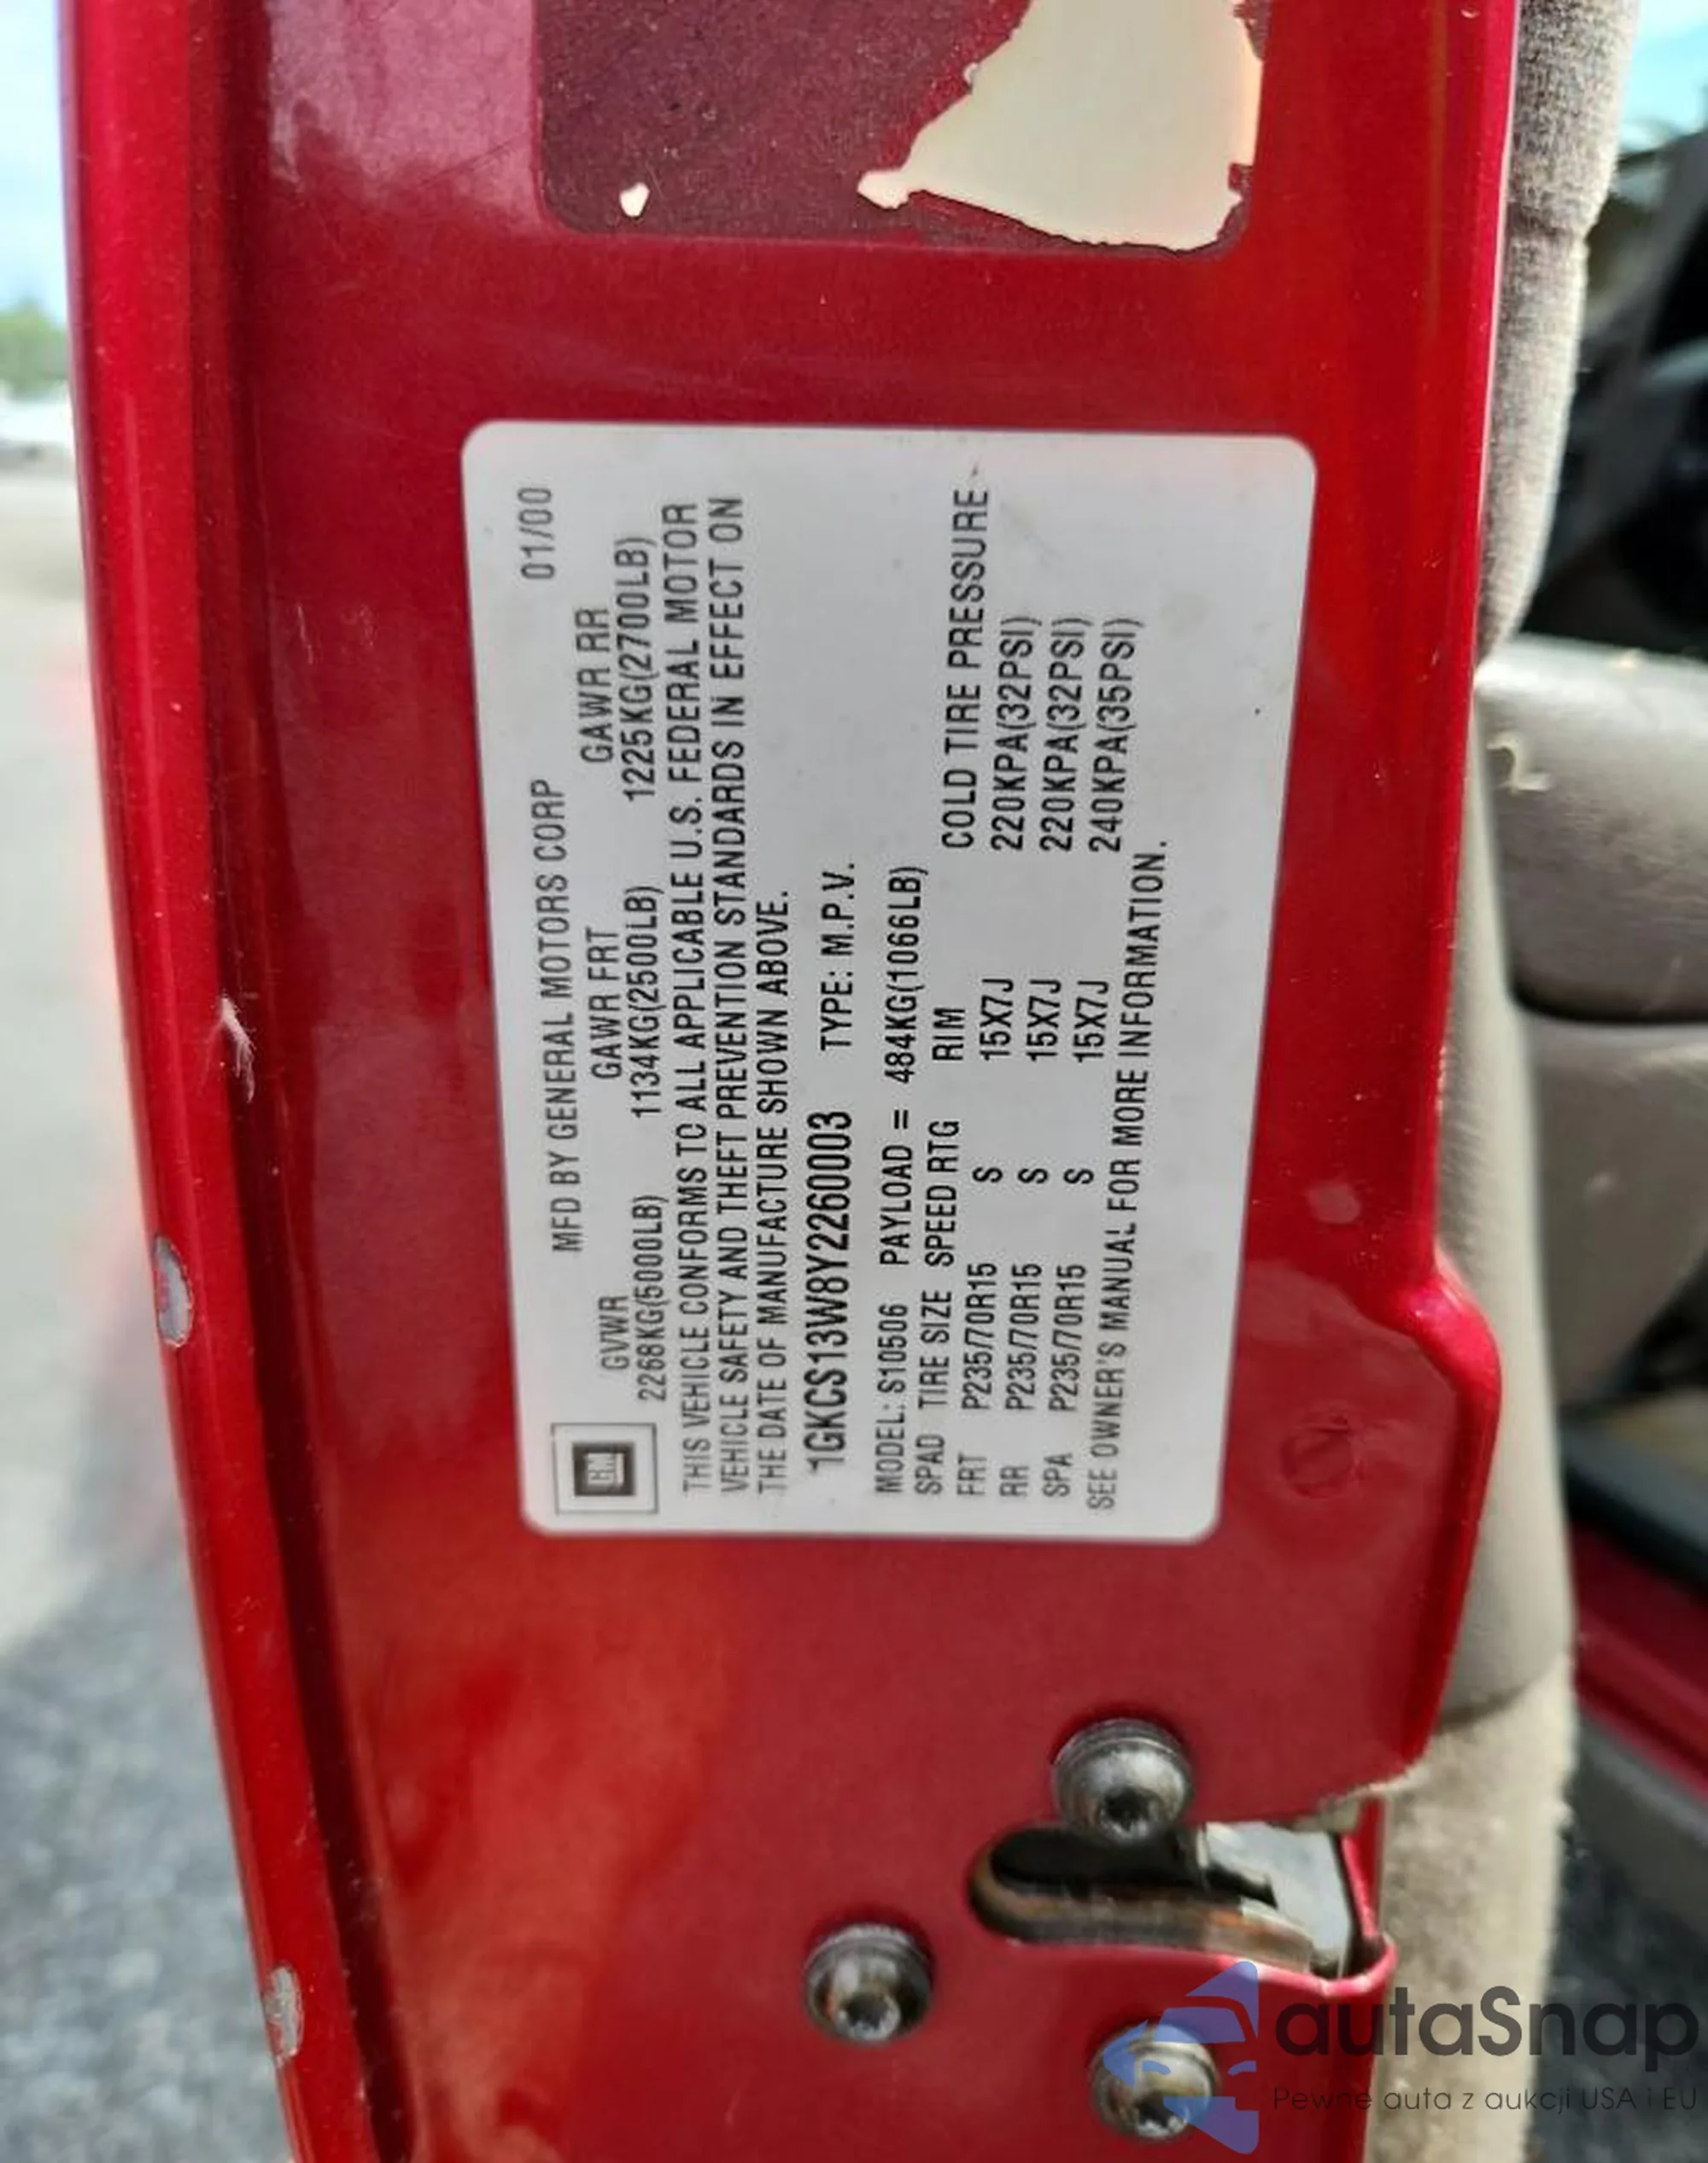 MFD BY GENERAL MOTORS CORP 01/00
GVWR GAWR FRT GAWR RR
2268KG(5000LB) 1134KG(2500LB) 1225KG(2700LB)
THIS VEHICLE CONFORMS TO ALL APPLICABLE U.S. FEDERAL MOTOR
VEHICLE SAFETY AND THEFT PREVENTION STANDARDS IN EFFECT ON
THE DATE OF MANUFACTURE SHOWN ABOVE.
1GKCS13W8Y2260003 TYPE: M.P.V.
MODEL: S10506 PAYLOAD = 484KG(1066LB)
SPAD TIRE SIZE SPEED RTG RIM COLD TIRE PRESSURE
FRT P235/70R15 S 15X7J 220KPA(32PSI)
RR P235/70R15 S 15X7J 220KPA(32PSI)
SPA P235/70R15 S 15X7J 240KPA(35PSI)
SEE OWNER'S MANUAL FOR MORE INFORMATION.
GM
autaSnap
Pewne auta z aukcji USA i EU